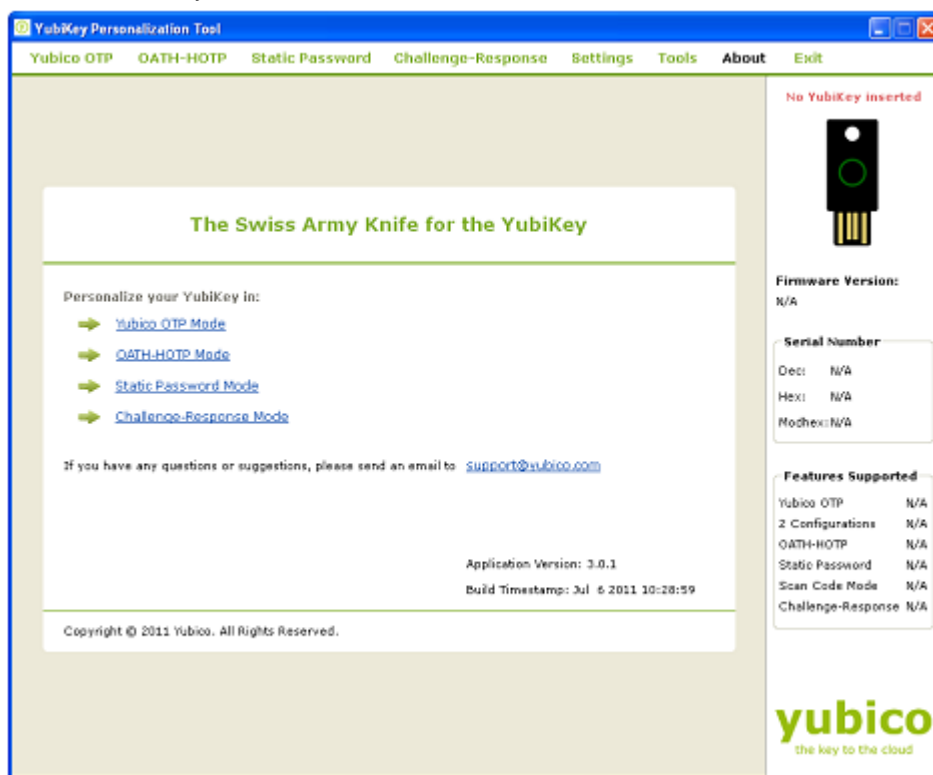 YubiKey Personalization Tool
Yubico OTP OATH-HOTP Static Password Challenge-Response Settings Tools About Exit
No YubiKey inserted
The Swiss Army Knife for the YubiKey
Personalize your YubiKey in:
Yubico OTP Mode
OATH-HOTP Mode
Static Password Mode
Challenge-Response Mode
If you have any questions or suggestions, please send an email to support@yubico.com
Application Version: 3.0.1
Build Timestamp: Jul 6 2011 10:28:59
Copyright © 2011 Yubico. All Rights Reserved.
Firmware Version:
N/A
Serial Number
Dec: N/A
Hex: N/A
Modhex: N/A
Features Supported
Yubico OTP N/A
2 Configurations N/A
OATH-HOTP N/A
Static Password N/A
Scan Code Mode N/A
Challenge-Response N/A
yubico
the key to the cloud